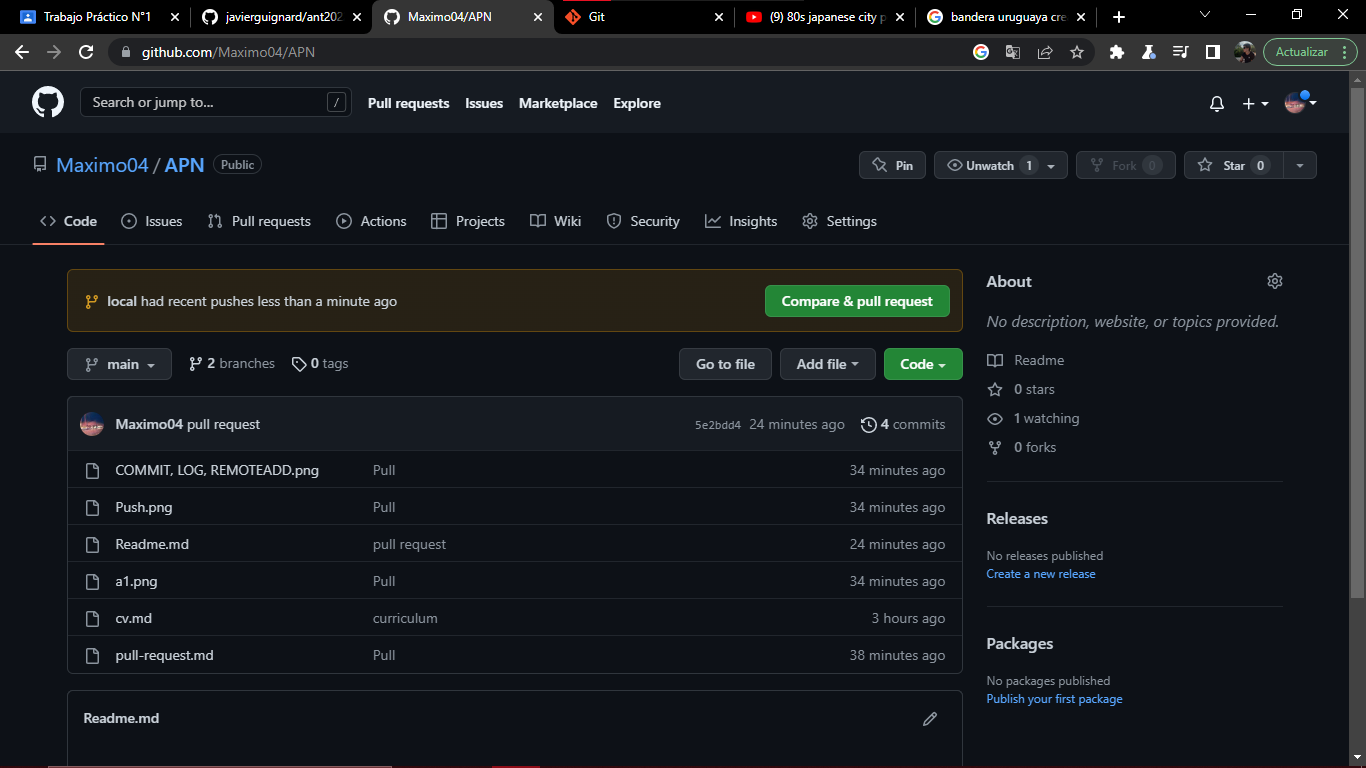 Trabajo Práctico N°1
javierguignard/ant202
Maximo04/APN
Git
(9) 80s japanese city p
bandera uruguaya cre
github.com/Maximo04/APN
Actualizar
Search or jump to...
/
Pull requests
Issues
Marketplace
Explore
Maximo04 / APN
Public
Pin
Unwatch 1
Fork 0
Star 0
Code
Issues
Pull requests
Actions
Projects
Wiki
Security
Insights
Settings
local had recent pushes less than a minute ago
Compare & pull request
main
2 branches
0 tags
Go to file
Add file
Code
Maximo04 pull request
5e2bdd4 24 minutes ago
4 commits
COMMIT, LOG, REMOTEADD.png Pull 34 minutes ago
Push.png Pull 34 minutes ago
Readme.md pull request 24 minutes ago
a1.png Pull 34 minutes ago
cv.md curriculum 3 hours ago
pull-request.md Pull 38 minutes ago
Readme.md
About
No description, website, or topics provided.
Readme
0 stars
1 watching
0 forks
Releases
No releases published
Create a new release
Packages
No packages published
Publish your first package